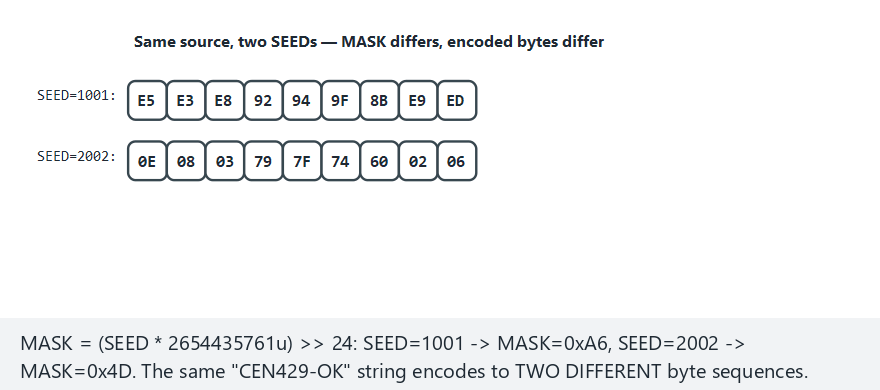 Same source, two SEEDs — MASK differs, encoded bytes differ
SEED=1001: E5 E3 E8 92 94 9F 8B E9 ED
SEED=2002: 0E 08 03 79 7F 74 60 02 06
MASK = (SEED * 2654435761u) >> 24: SEED=1001 -> MASK=0xA6, SEED=2002 ->
MASK=0x4D. The same "CEN429-OK" string encodes to TWO DIFFERENT byte sequences.